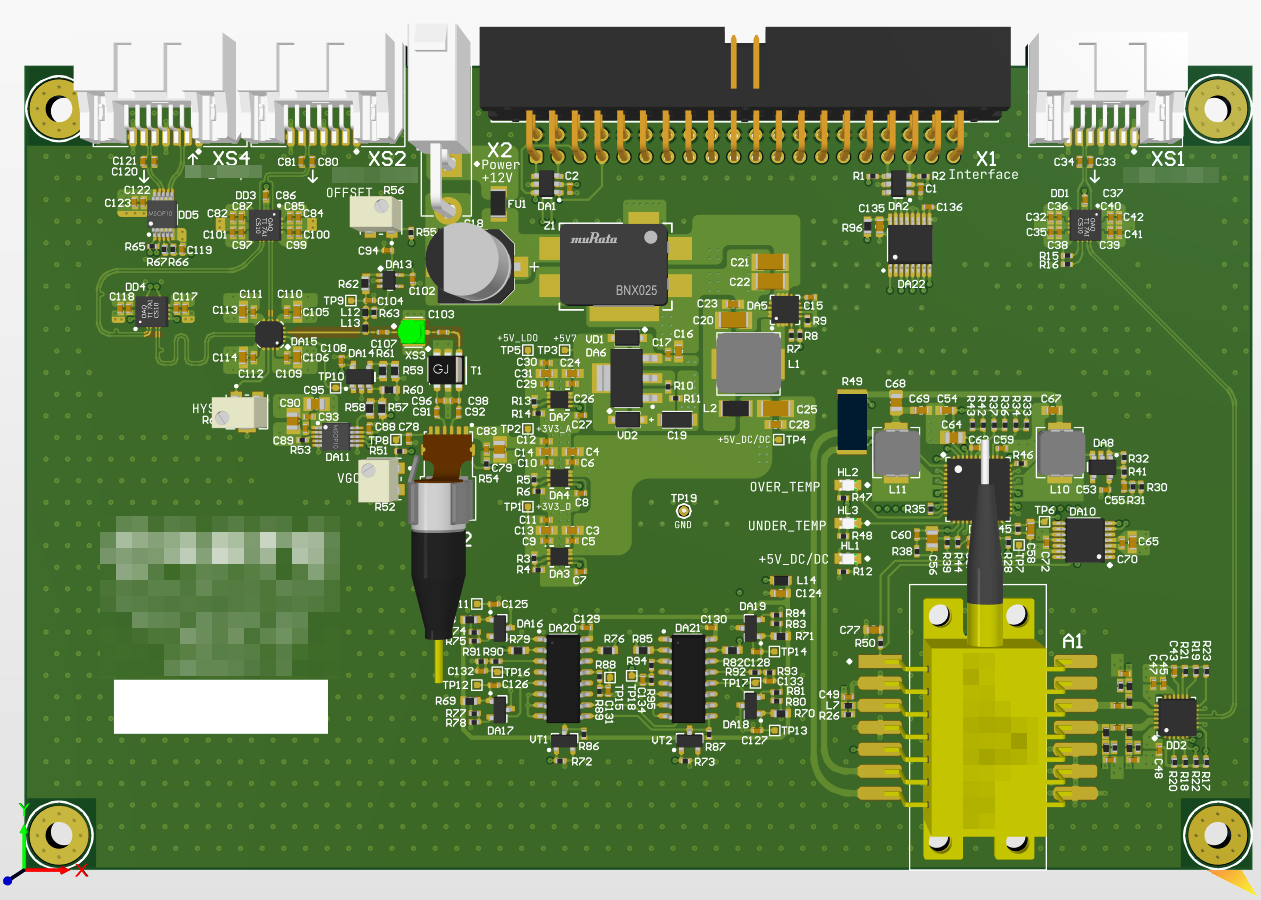 XS4
XS2
X2
Power
+12V
X1
Interface
XS1
C121
C120
C81
C80
C34
C33
C122
C123
MSOP10
DD5
R65
R67
R66
C119
DD3
C86
C87
C85
C82
C84
C101
C100
C97
C99
OFFSET
R56
R55
C94
FU1
C18
DA1
C2
R1
R2
DA2
C1
C135
C136
R96
DA22
DD1
C37
C36
C40
C32
C42
C35
C41
C38
C39
R15
R16
Z1
muRata
BNX025
+
C21
C22
C23
C20
DA5
C15
R9
R8
R7
L1
L2
C25
C28
+5V_DC/DC
TP4
DD4
C118
C117
C111
C110
C113
C105
DA15
C114
C106
C112
C109
DA13
R62
C102
TP9
C104
R63
L12
L13
C107
C103
XS3
C108
DA14
R61
R59
TP10
C95
R60
GJ
T1
+5V_LDO
+5V7
TP5
TP3
VD1
DA6
C16
C17
C30
C24
C31
C29
R10
R11
R13
R14
DA7
C26
C27
VD2
C19
C90
C93
R58
R57
C96
C98
C91
C92
C89
R53
DA11
C88
C78
TP8
R51
C83
C79
R54
R52
TP2
+3V3_A
C12
C14
C4
C10
C6
R5
R6
DA4
C8
TP1
+3V3_D
C11
C13
C3
C9
C5
R3
R4
DA3
C7
TP19
GND
R49
C68
C69
C54
C64
C59
C67
L11
L10
R46
DA8
R32
R41
R30
C53
C55
R31
HL2
OVER_TEMP
R47
R35
HL3
UNDER_TEMP
R48
HL1
+5V_DC/DC
R12
C60
R38
C56
R39
R44
R28
TP7
C58
TP6
C72
DA10
C65
C70
L14
C124
C125
DA16
R79
R75
R91
R90
C132
TP16
TP12
C126
R69
R77
R78
DA17
DA20
C129
R76
R88
TP15
C131
R89
VT1
R86
R72
R85
R94
TP18
C134
R95
DA21
C130
VT2
R87
R73
DA19
R84
R83
R71
TP14
R82
C128
R92
R93
TP17
C133
R81
R80
R70
DA18
C127
TP13
C77
R50
C49
L7
R26
A1
C43
R21
R19
R23
C47
C45
DD2
C48
R20
R18
R22
R17
Y
X